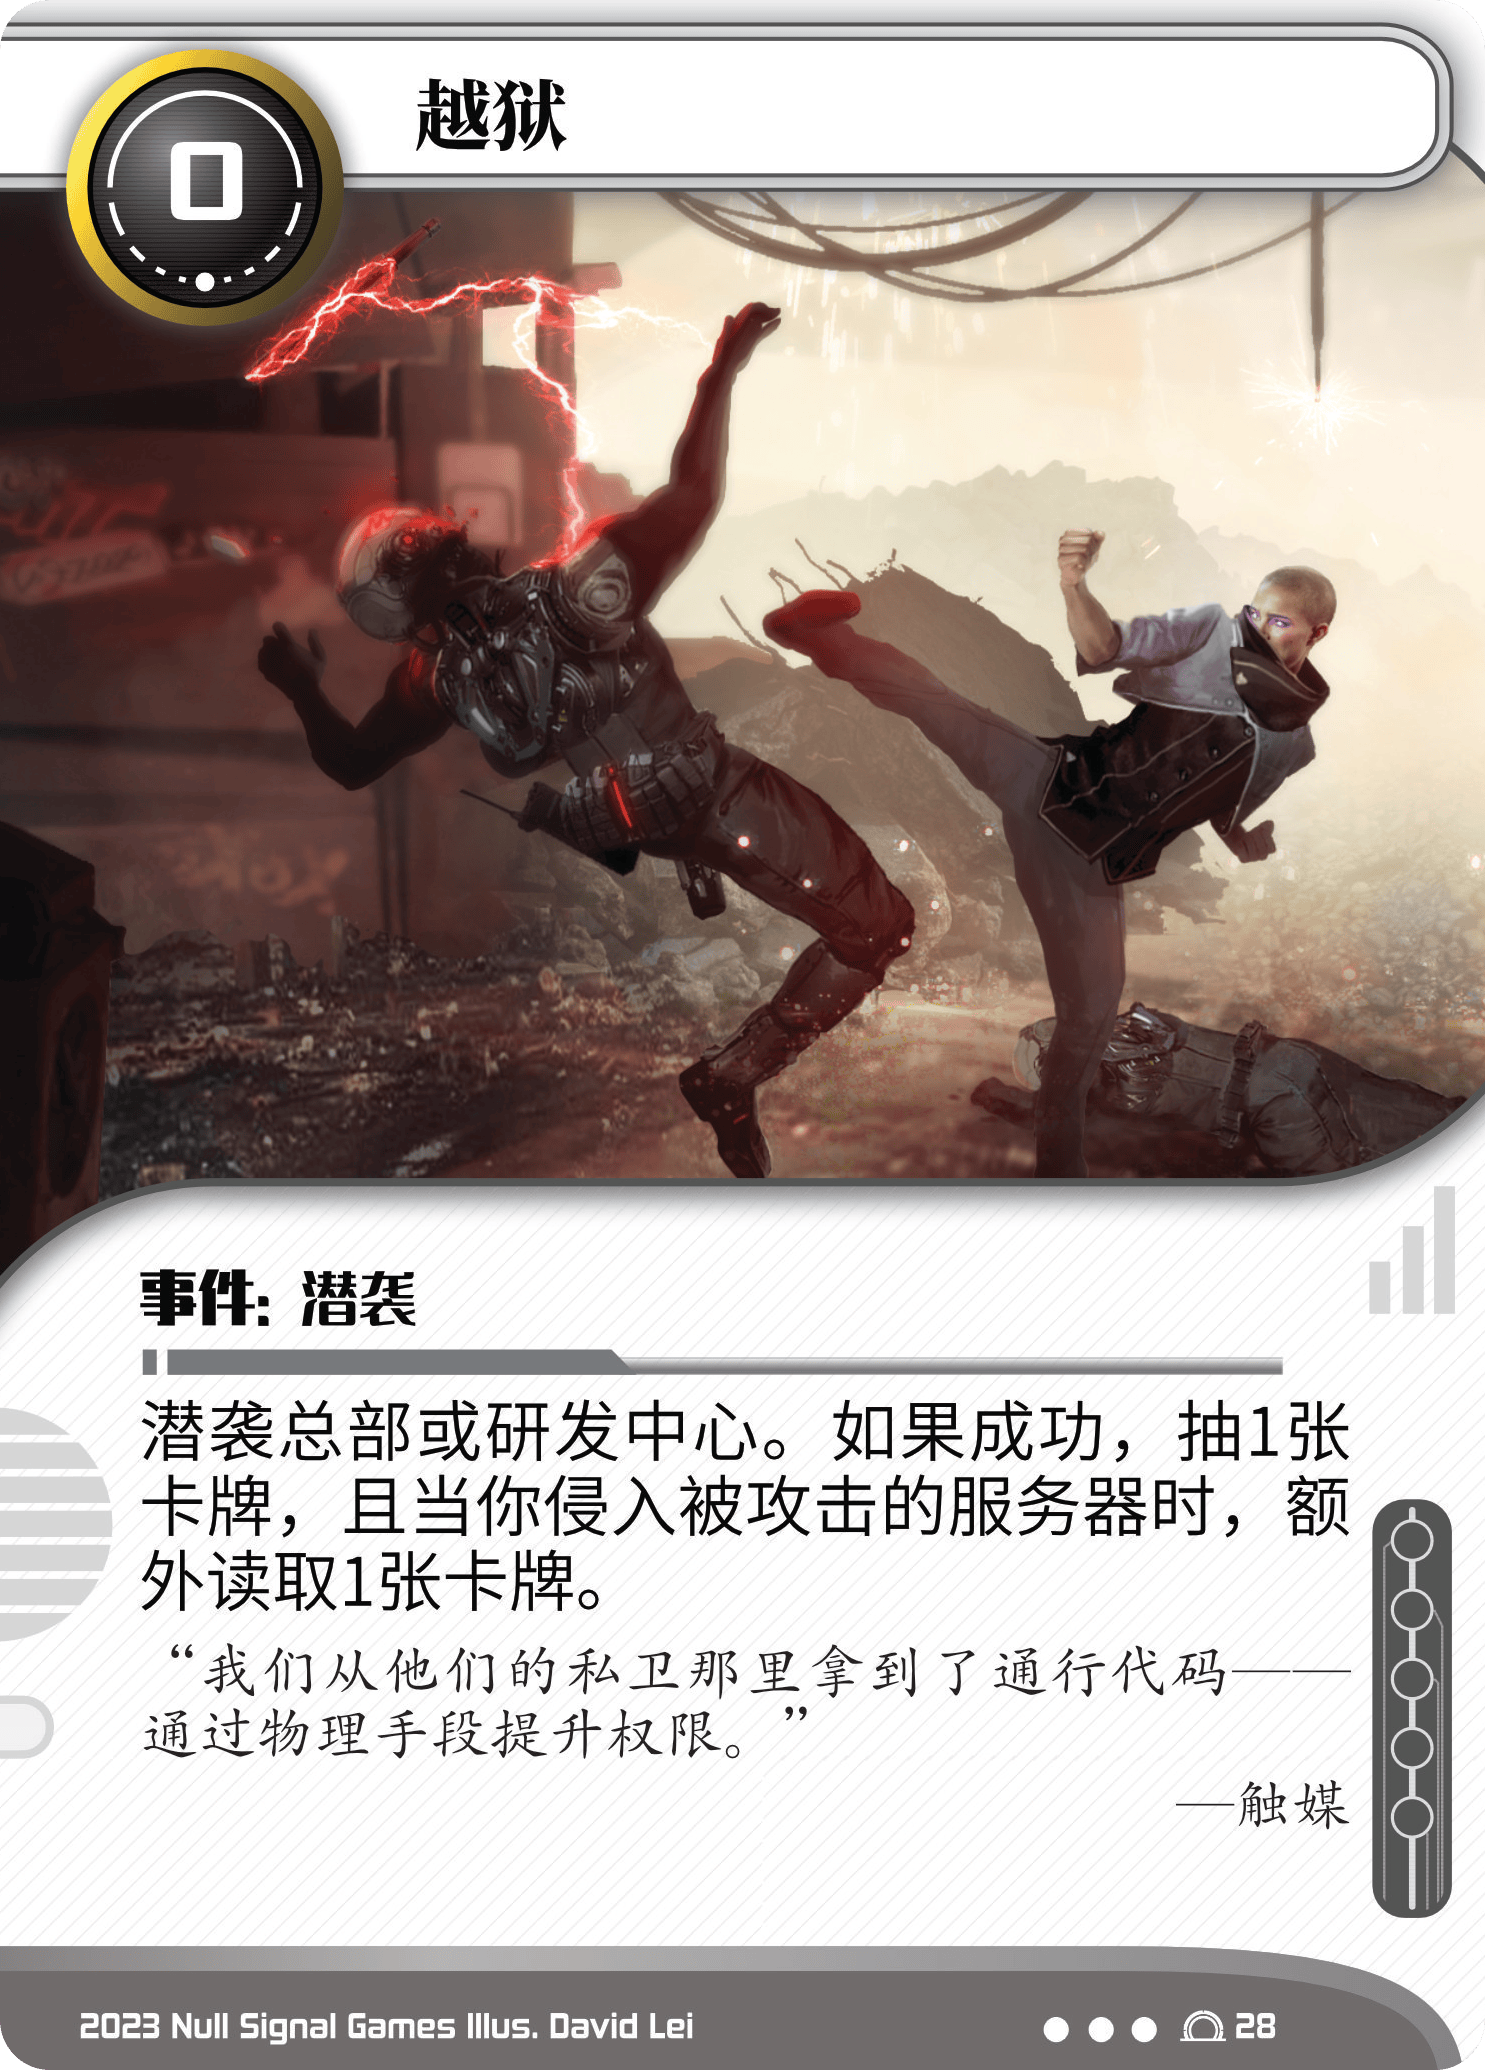 0
越狱
事件: 潜袭
潜袭总部或研发中心。如果成功，抽1张
卡牌，且当你侵入被攻击的服务器时，额
外读取1张卡牌。
“我们从他们的私卫那里拿到了通行代码——
通过物理手段提升权限。”
—触媒
2023 Null Signal Games Illus. David Lei
28